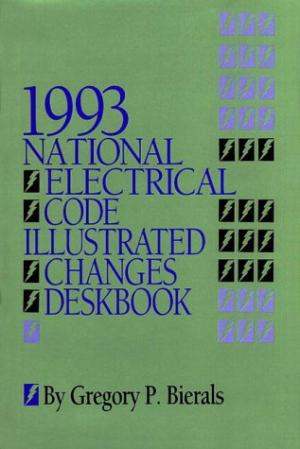 1993
NATIONAL
ELECTRICAL
CODE
ILLUSTRATED
CHANGES
DESKBOOK
By Gregory P. Bierals